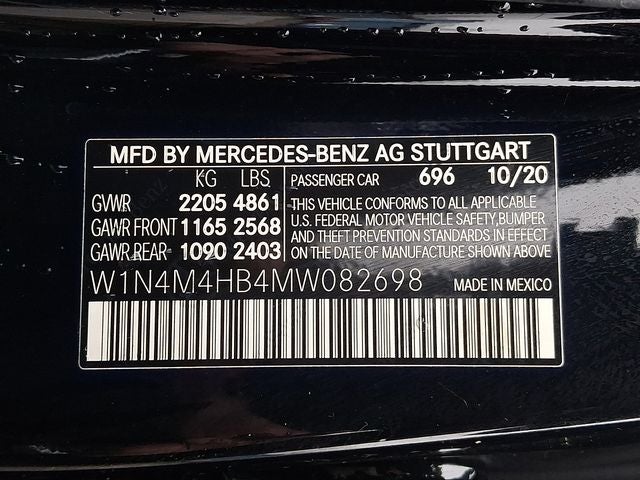 MFD BY MERCEDES-BENZ AG STUTTGART
KG LBS
GVWR 2205 4861
GAWR FRONT 1165 2568
GAWR REAR 1090 2403
PASSENGER CAR 696 10/20
THIS VEHICLE CONFORMS TO ALL APPLICABLE
U.S. FEDERAL MOTOR VEHICLE SAFETY, BUMPER
AND THEFT PREVENTION STANDARDS IN EFFECT
ON THE DATE OF MANUFACTURE SHOWN ABOVE
W1N4M4HB4MW082698 MADE IN MEXICO